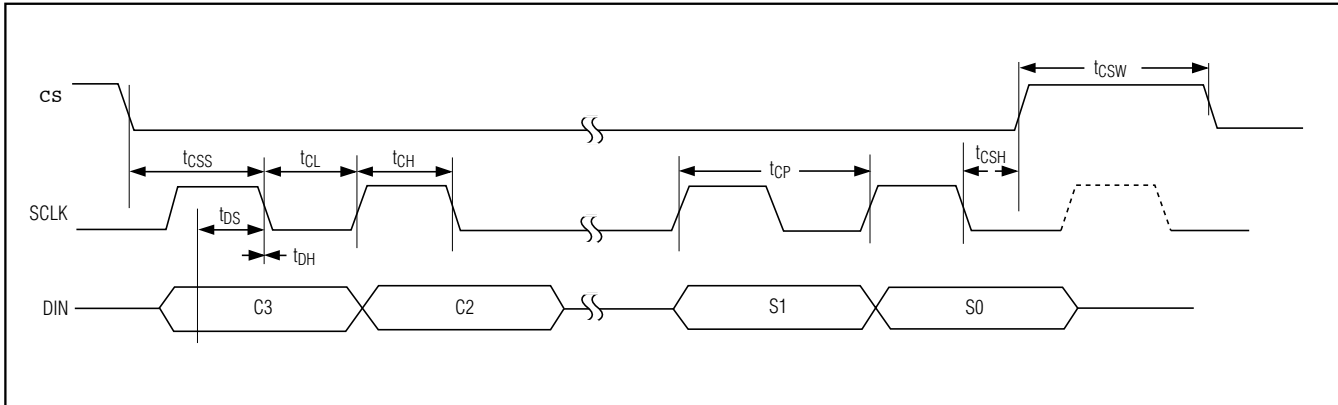 tCSW
CS
tCSS
tCL
tCH
tCP
tCSH
SCLK
tDS
tDH
DIN
C3
C2
S1
S0